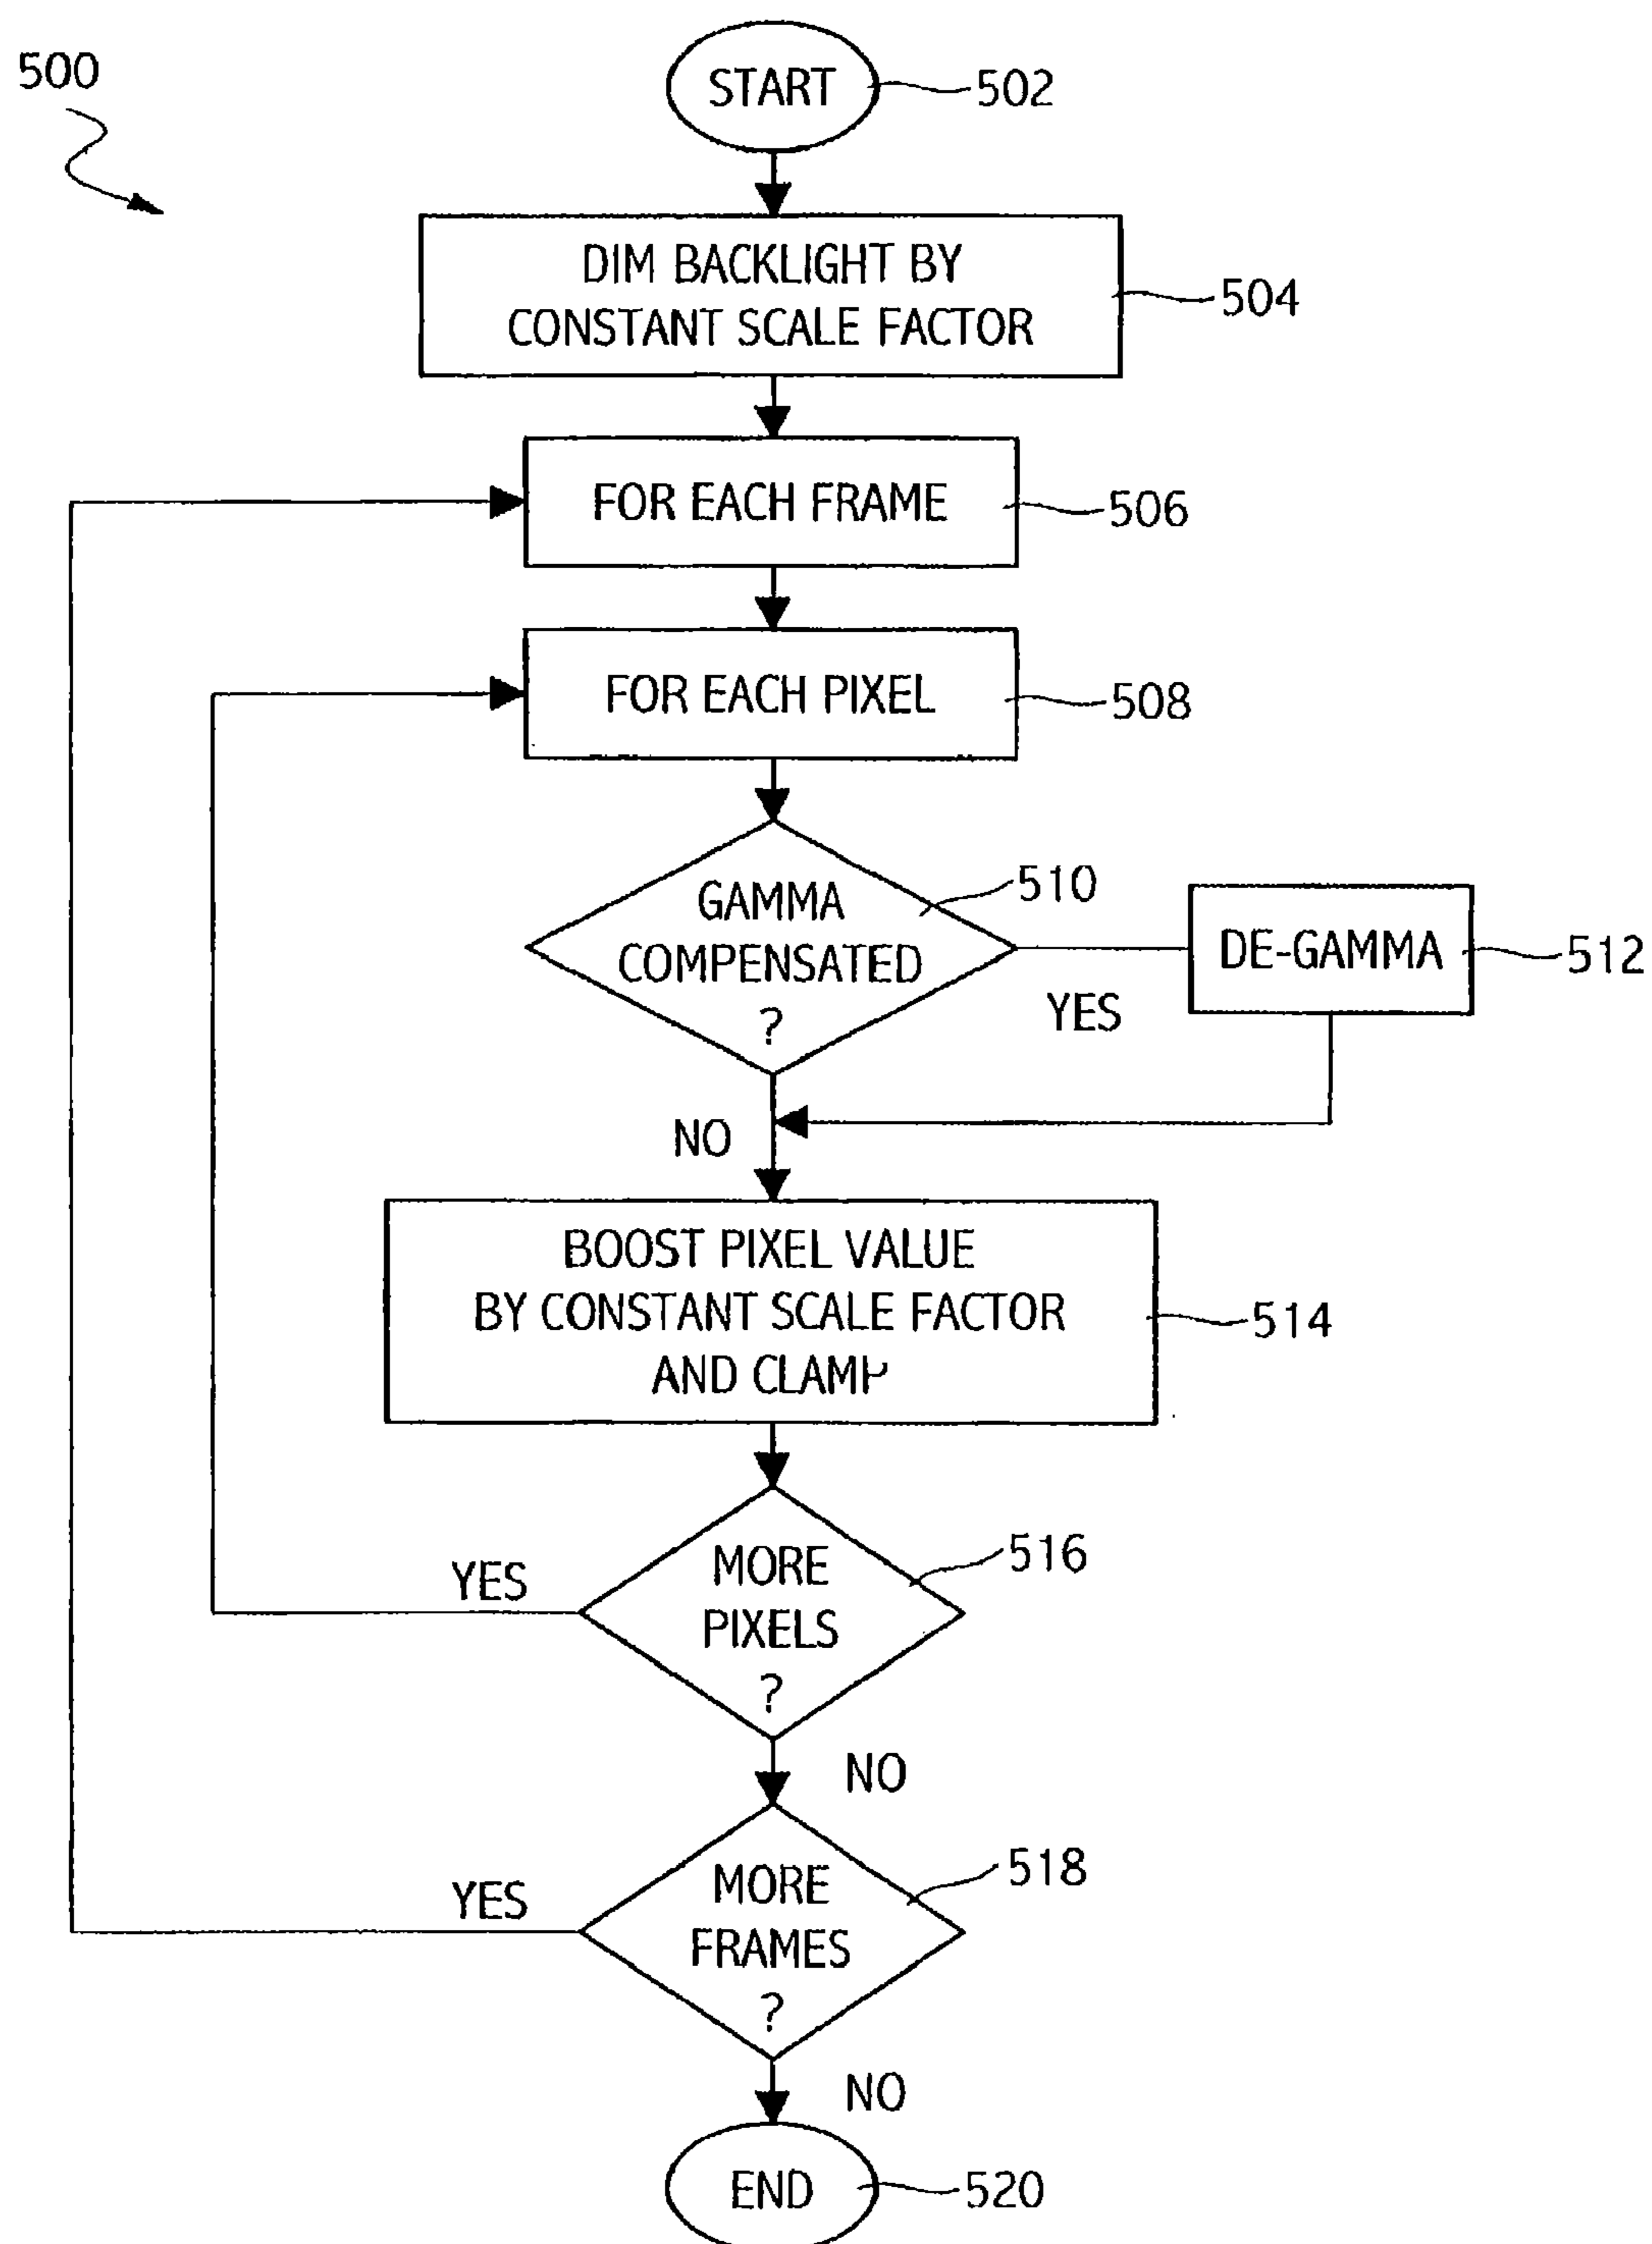 500
START
502
DIM BACKLIGHT BY
CONSTANT SCALE FACTOR
504
FOR EACH FRAME
506
FOR EACH PIXEL
508
GAMMA
COMPENSATED
?
510
YES
DE-GAMMA
512
NO
BOOST PIXEL VALUE
BY CONSTANT SCALE FACTOR
AND CLAMP
514
MORE
PIXELS
?
516
YES
NO
MORE
FRAMES
?
518
YES
NO
END
520